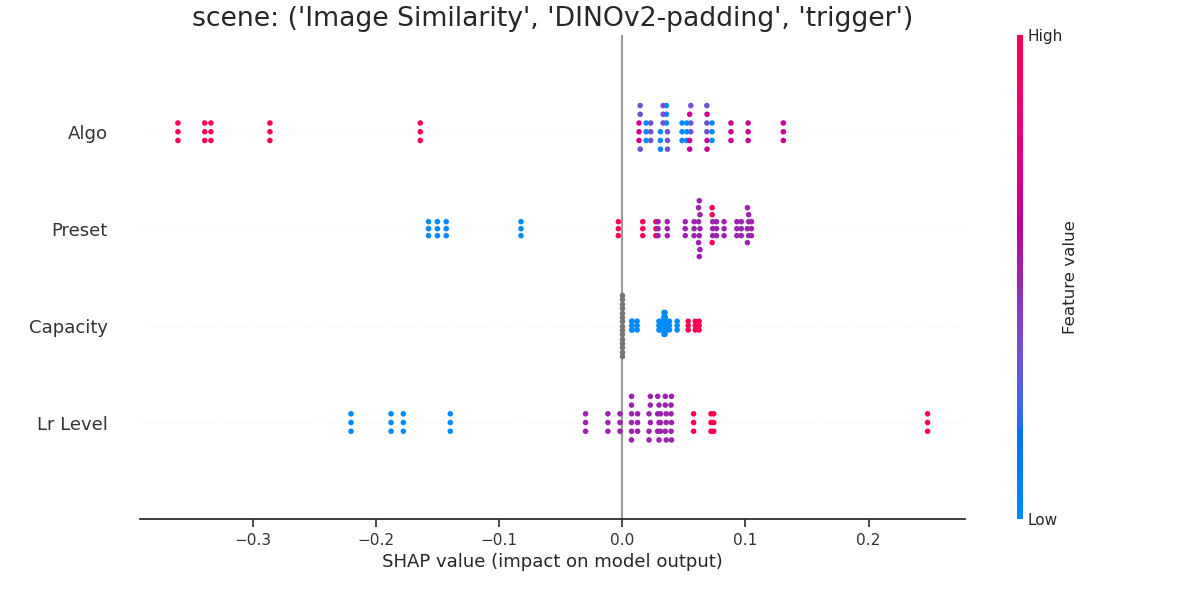 scene: ('Image Similarity', 'DINOv2-padding', 'trigger')
High
Algo
Preset
Capacity
Lr Level
Feature value
Low
−0.3
−0.2
−0.1
0.0
0.1
0.2
SHAP value (impact on model output)